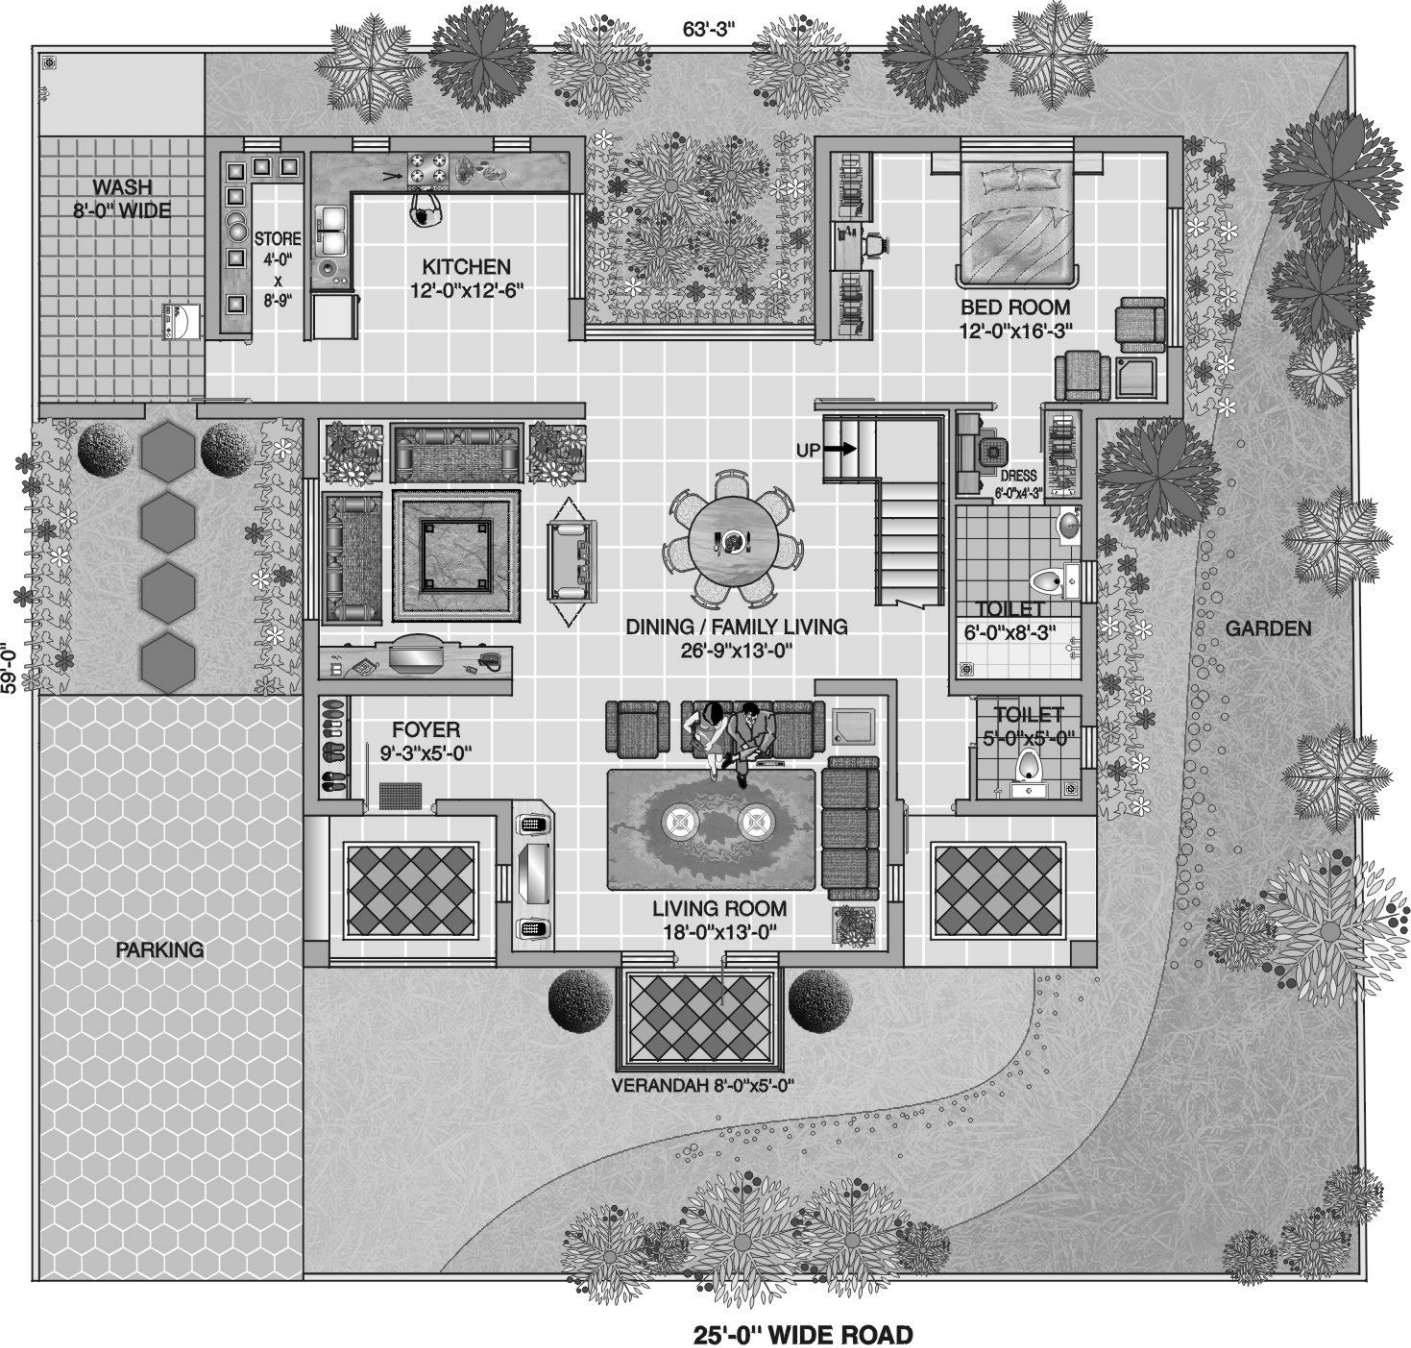 63'-3"
WASH
8'-0" WIDE
STORE
4'-0"
x
8'-9"
KITCHEN
12'-0"x12'-6"
BED ROOM
12'-0"x16'-3"
UP
DRESS
6'-0"x4'-3"
TOILET
6'-0"x8'-3"
DINING / FAMILY LIVING
26'-9"x13'-0"
GARDEN
59'-0"
FOYER
9'-3"x5'-0"
TOILET
5'-0"x5'-0"
LIVING ROOM
18'-0"x13'-0"
PARKING
VERANDAH 8'-0"x5'-0"
25'-0" WIDE ROAD